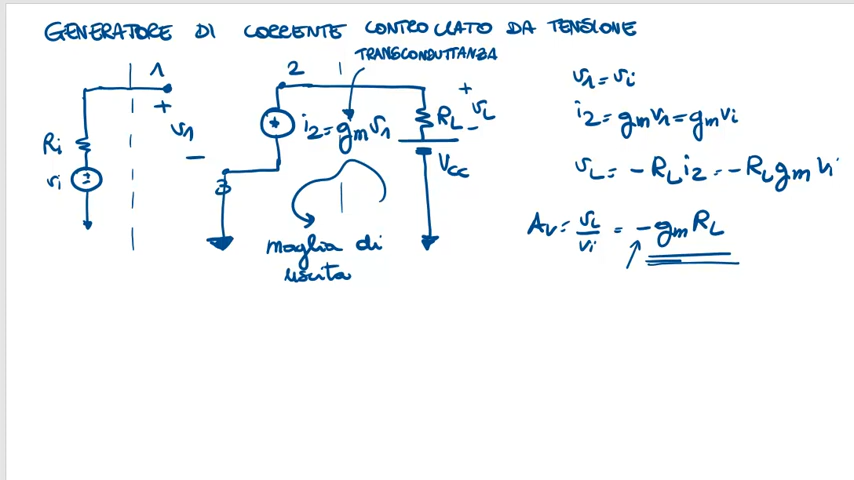 GENERATORE DI CORRENTE CONTROLLATO DA TENSIONE
TRANSCONDUTTANZA
1
2
+
+
v1
Ri
vi
−
3
i2=gmv1
RL
vL
−
Vcc
maglia di
uscita
v1=vi
i2=gmv1=gmvi
vL=-RLi2=-RLgmvi
Av=vL/vi=-gmRL